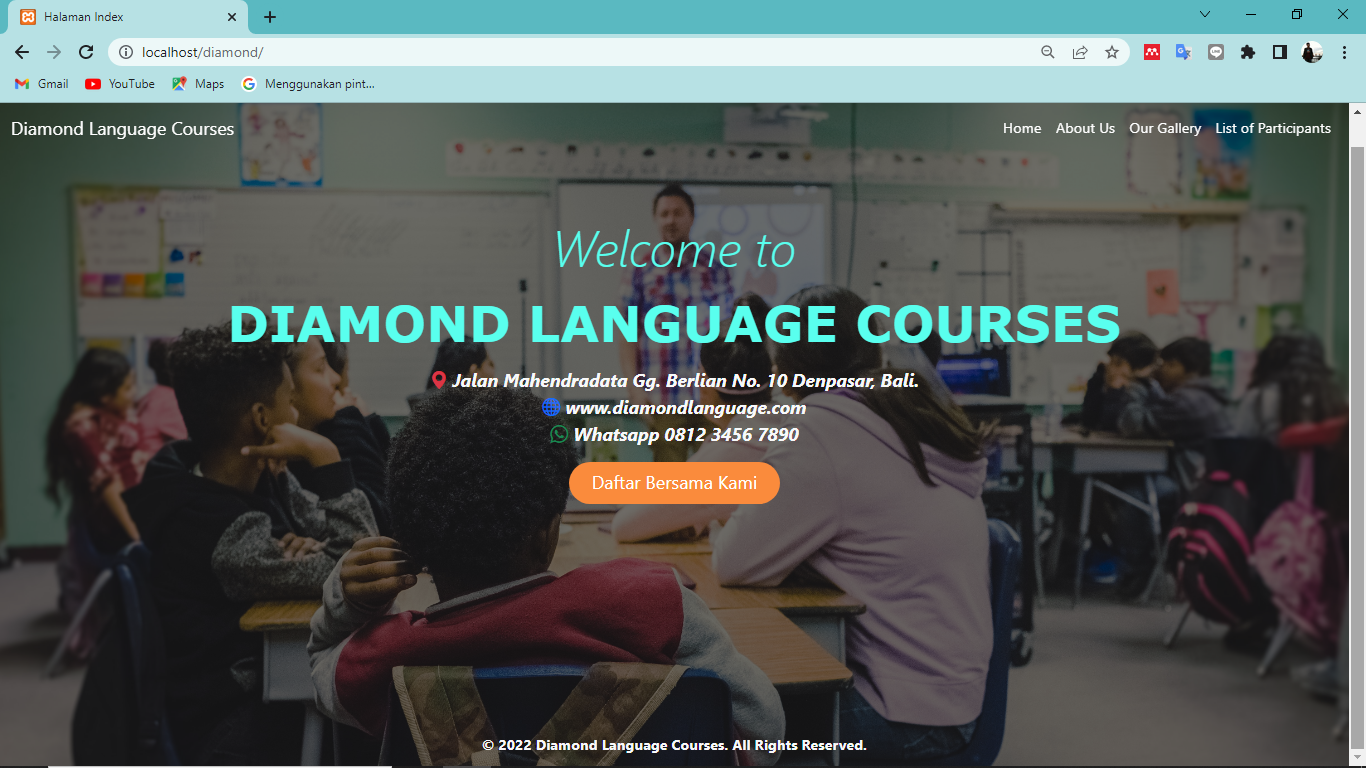 Halaman Index
localhost/diamond/
Gmail
YouTube
Maps
Menggunakan pint...
Diamond Language Courses
Home
About Us
Our Gallery
List of Participants
Welcome to
DIAMOND LANGUAGE COURSES
Jalan Mahendradata Gg. Berlian No. 10 Denpasar, Bali.
www.diamondlanguage.com
Whatsapp 0812 3456 7890
Daftar Bersama Kami
© 2022 Diamond Language Courses. All Rights Reserved.